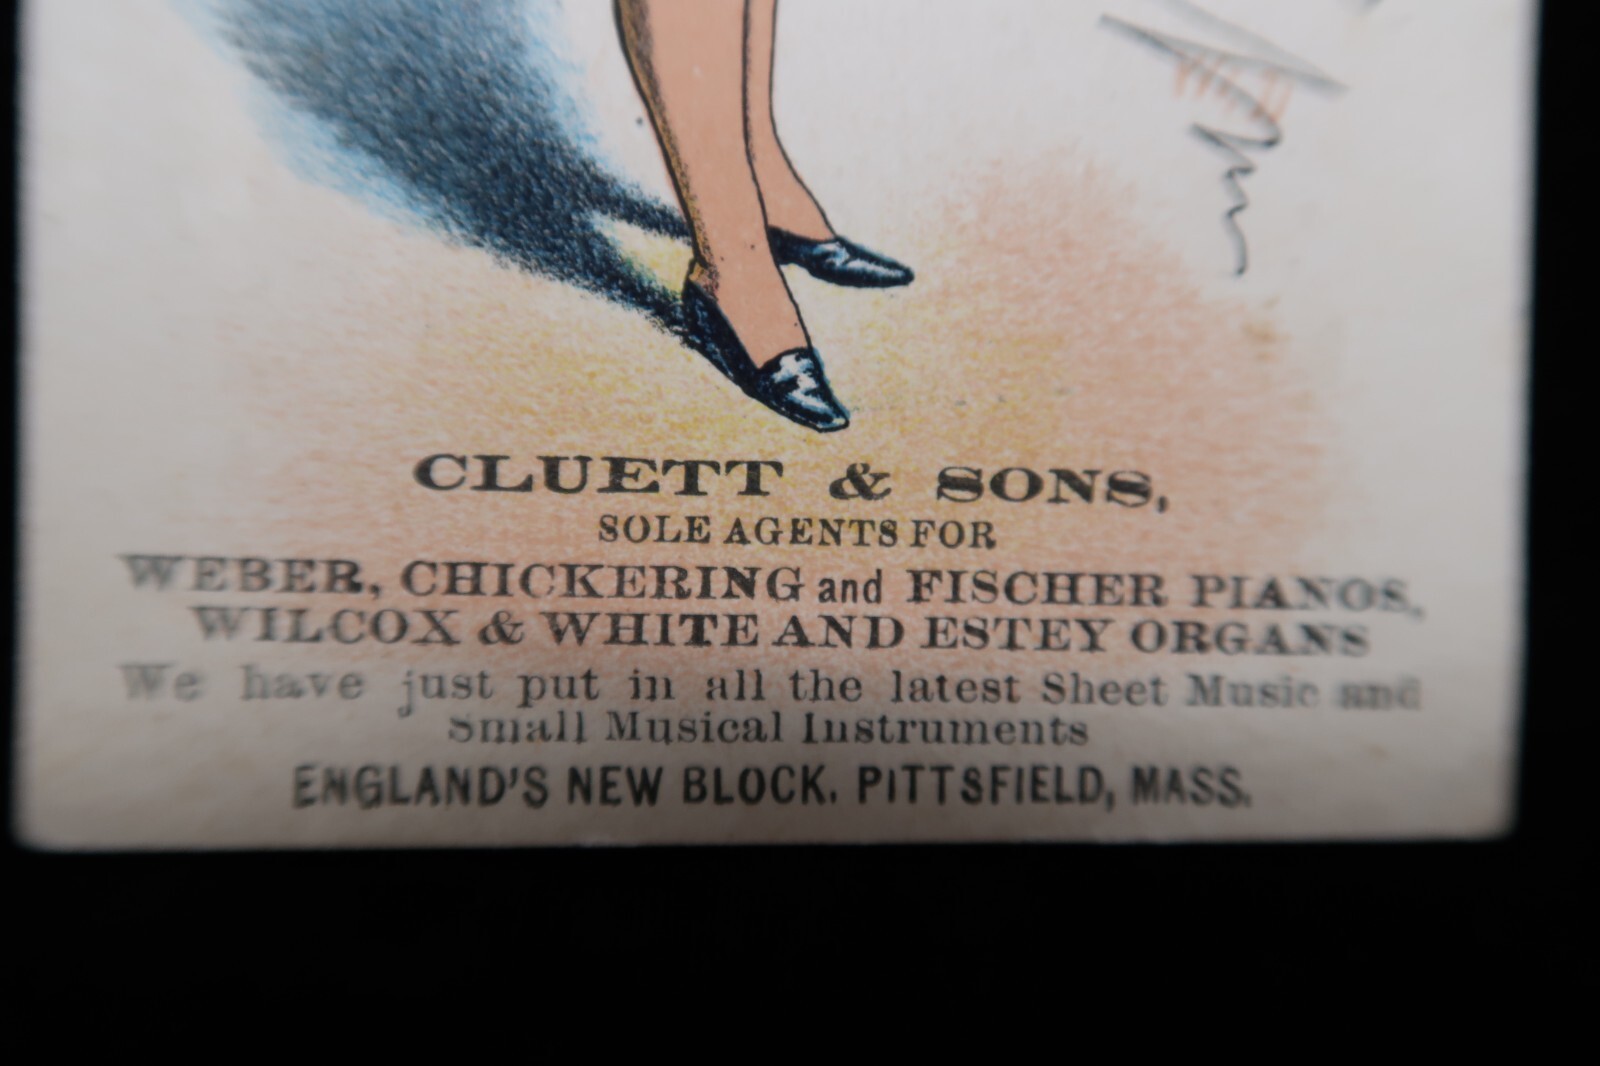 CLUETT & SONS,
SOLE AGENTS FOR
WEBER, CHICKERING and FISCHER PIANOS,
WILCOX & WHITE AND ESTEY ORGANS
We have just put in all the latest Sheet Music and
Small Musical Instruments
ENGLAND'S NEW BLOCK. PITTSFIELD, MASS.